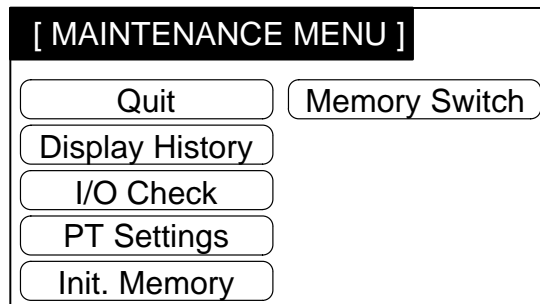 [ MAINTENANCE MENU ]
Quit Memory Switch
Display History
I/O Check
PT Settings
Init. Memory